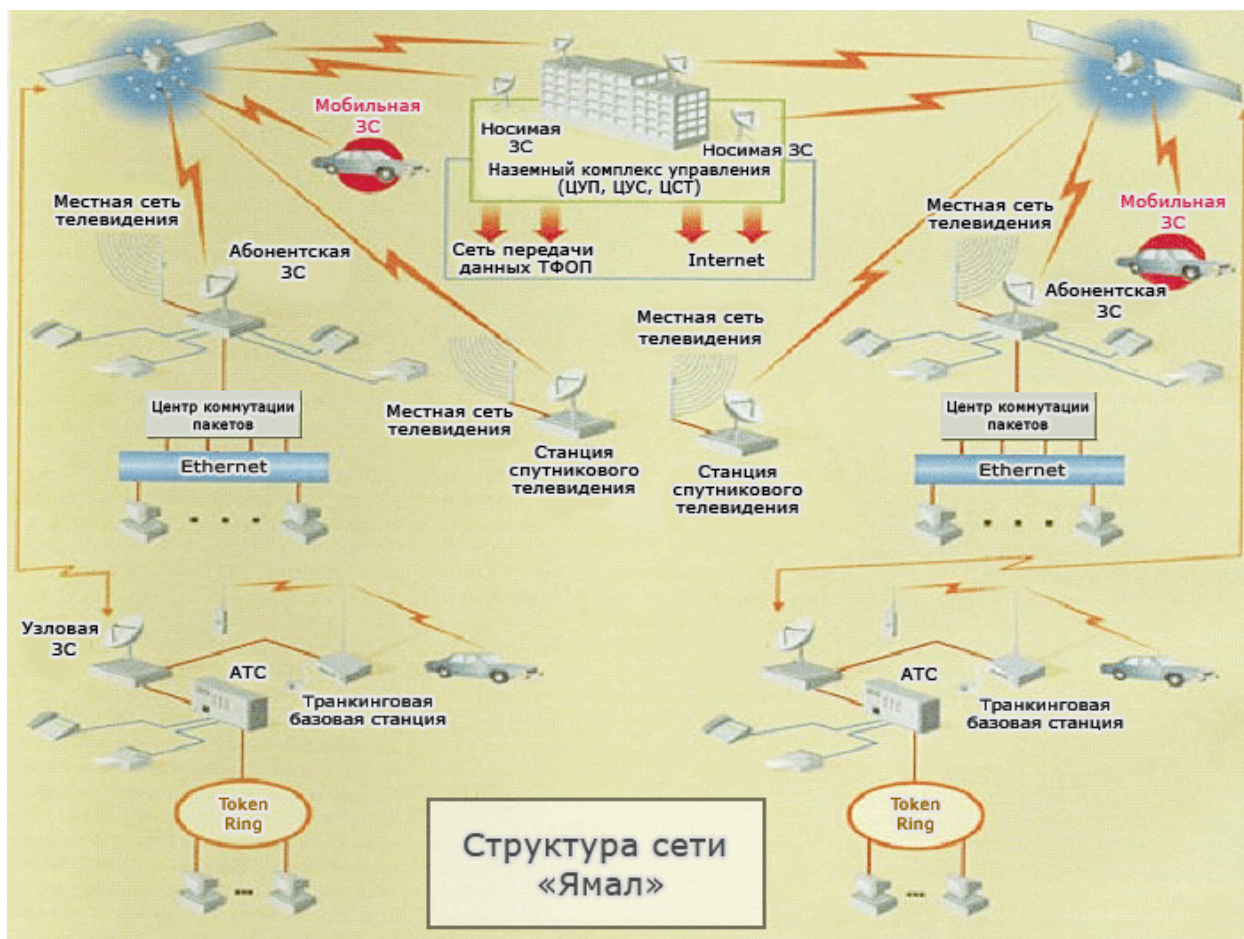 Мобильная
ЗС
Носимая
ЗС
Носимая ЗС
Наземный комплекс управления
(ЦУП, ЦУС, ЦСТ)
Местная сеть
телевидения
Местная сеть
телевидения
Мобильная
ЗС
Абонентская
ЗС
Сеть передачи
данных ТФОП
Internet
Абонентская
ЗС
Местная сеть
телевидения
Центр коммутации
пакетов
Местная сеть
телевидения
Центр коммутации
пакетов
Ethernet
Станция
спутникового
телевидения
Станция
спутникового
телевидения
Ethernet
Узловая
ЗС
АТС
Транкинговая
базовая станция
АТС
Транкинговая
базовая станция
Token
Ring
Token
Ring
Структура сети
«Ямал»